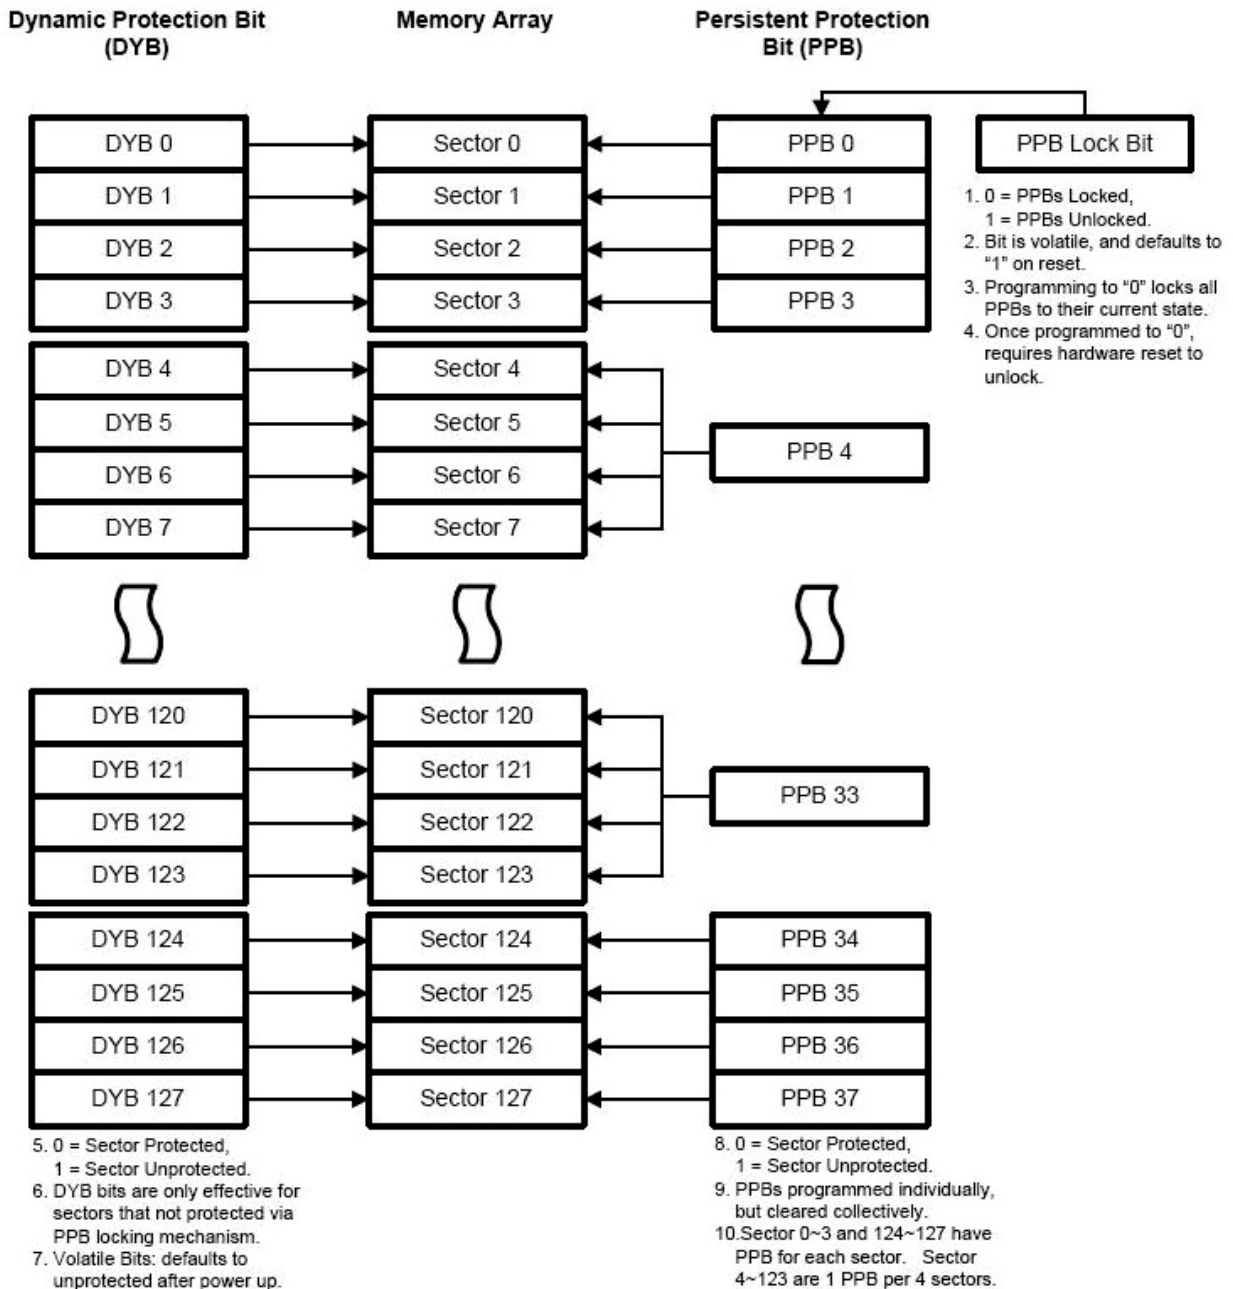 Dynamic Protection Bit
(DYB)
Memory Array
Persistent Protection
Bit (PPB)
DYB 0
Sector 0
PPB 0
PPB Lock Bit
DYB 1
Sector 1
PPB 1
DYB 2
Sector 2
PPB 2
DYB 3
Sector 3
PPB 3
1. 0 = PPBs Locked,
1 = PPBs Unlocked.
2. Bit is volatile, and defaults to
“1” on reset.
3. Programming to “0” locks all
PPBs to their current state.
4. Once programmed to “0”,
requires hardware reset to
unlock.
DYB 4
Sector 4
DYB 5
Sector 5
DYB 6
Sector 6
DYB 7
Sector 7
PPB 4
DYB 120
Sector 120
DYB 121
Sector 121
DYB 122
Sector 122
DYB 123
Sector 123
PPB 33
DYB 124
Sector 124
PPB 34
DYB 125
Sector 125
PPB 35
DYB 126
Sector 126
PPB 36
DYB 127
Sector 127
PPB 37
5. 0 = Sector Protected,
1 = Sector Unprotected.
6. DYB bits are only effective for
sectors that not protected via
PPB locking mechanism.
7. Volatile Bits: defaults to
unprotected after power up.
8. 0 = Sector Protected,
1 = Sector Unprotected.
9. PPBs programmed individually,
but cleared collectively.
10.Sector 0~3 and 124~127 have
PPB for each sector. Sector
4~123 are 1 PPB per 4 sectors.